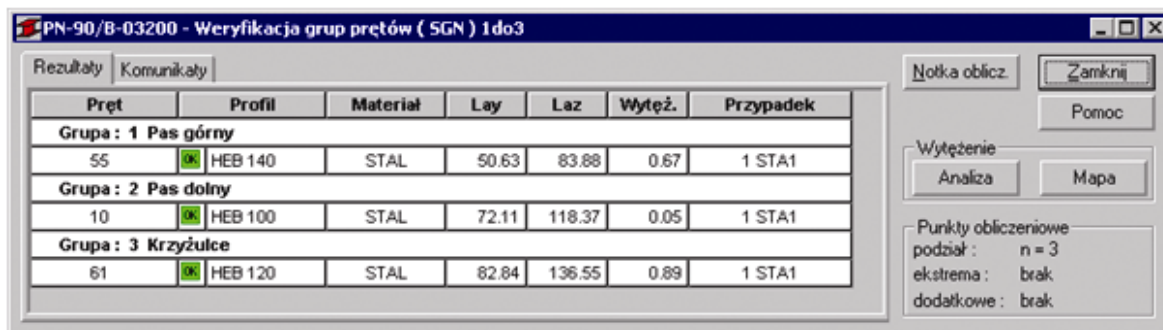 PN-90/B-03200 - Weryfikacja grup prętów ( SGN ) 1do3
Rezultaty Komunikaty
Pręt Profil Materiał Lay Laz Wytęż. Przypadek
Grupa : 1 Pas górny
55 OK HEB 140 STAL 50.63 83.88 0.67 1 STA1
Grupa : 2 Pas dolny
10 OK HEB 100 STAL 72.11 118.37 0.05 1 STA1
Grupa : 3 Krzyżulce
61 OK HEB 120 STAL 82.84 136.55 0.89 1 STA1
Notka oblicz. Zamknij
Pomoc
Wytężenie
Analiza Mapa
Punkty obliczeniowe
podział : n = 3
ekstrema : brak
dodatkowe : brak